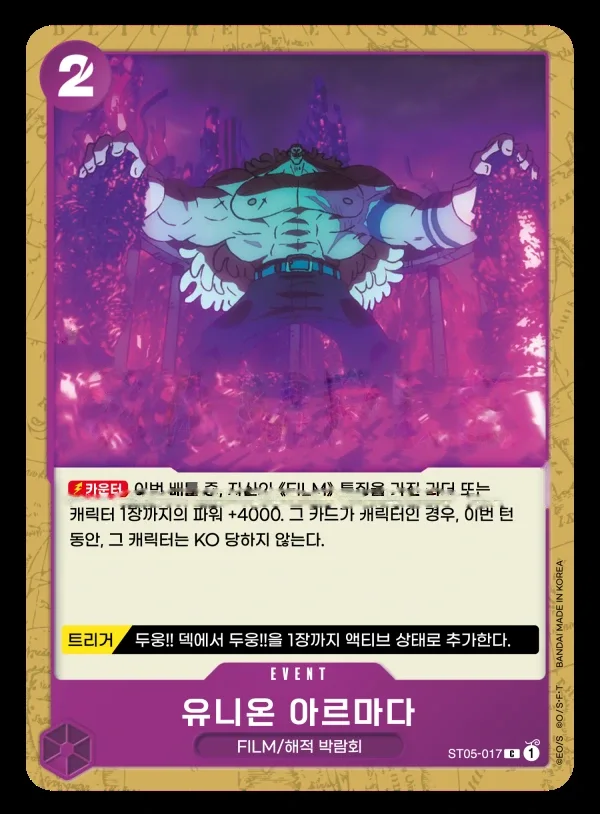 2
카운터 이번 배틀 중, 자신의 《FILM》 특징을 가진 리더 또는
캐릭터 1장까지의 파워 +4000. 그 카드가 캐릭터인 경우, 이번 턴
동안, 그 캐릭터는 KO 당하지 않는다.
트리거 두웅!! 덱에서 두웅!!을 1장까지 액티브 상태로 추가한다.
EVENT
유니온 아르마다
FILM/해적 박람회
ST05-017 C 1
©E.O/S. ©O/S·F·T BANDAI MADE IN KOREA